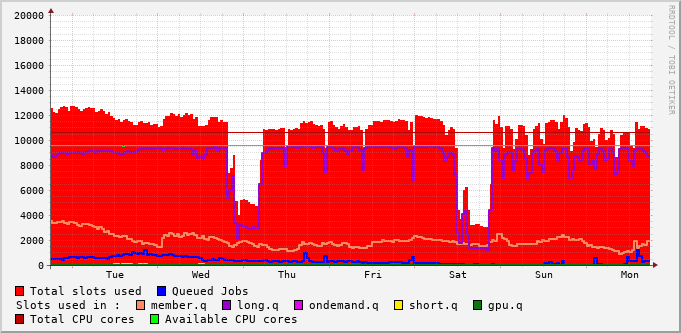 20000
18000
16000
14000
12000
10000
8000
6000
4000
2000
0
Tue Wed Thu Fri Sat Sun Mon
RRDTOOL / TOBI OETIKER
Total slots used Queued Jobs
Slots used in : member.q long.q ondemand.q short.q gpu.q
Total CPU cores Available CPU cores